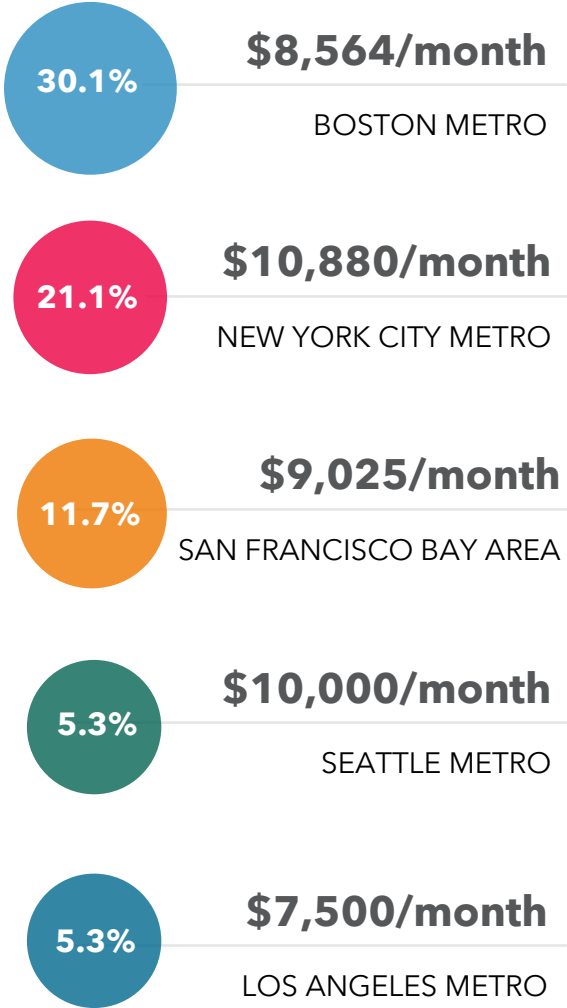 30.1%
$8,564/month
BOSTON METRO
21.1%
$10,880/month
NEW YORK CITY METRO
11.7%
$9,025/month
SAN FRANCISCO BAY AREA
5.3%
$10,000/month
SEATTLE METRO
5.3%
$7,500/month
LOS ANGELES METRO